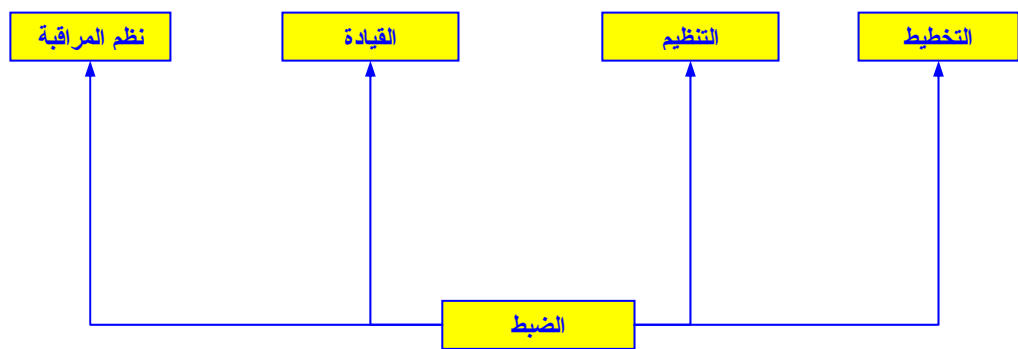 التخطيط
التنظيم
القيادة
نظم المراقبة
الضبط